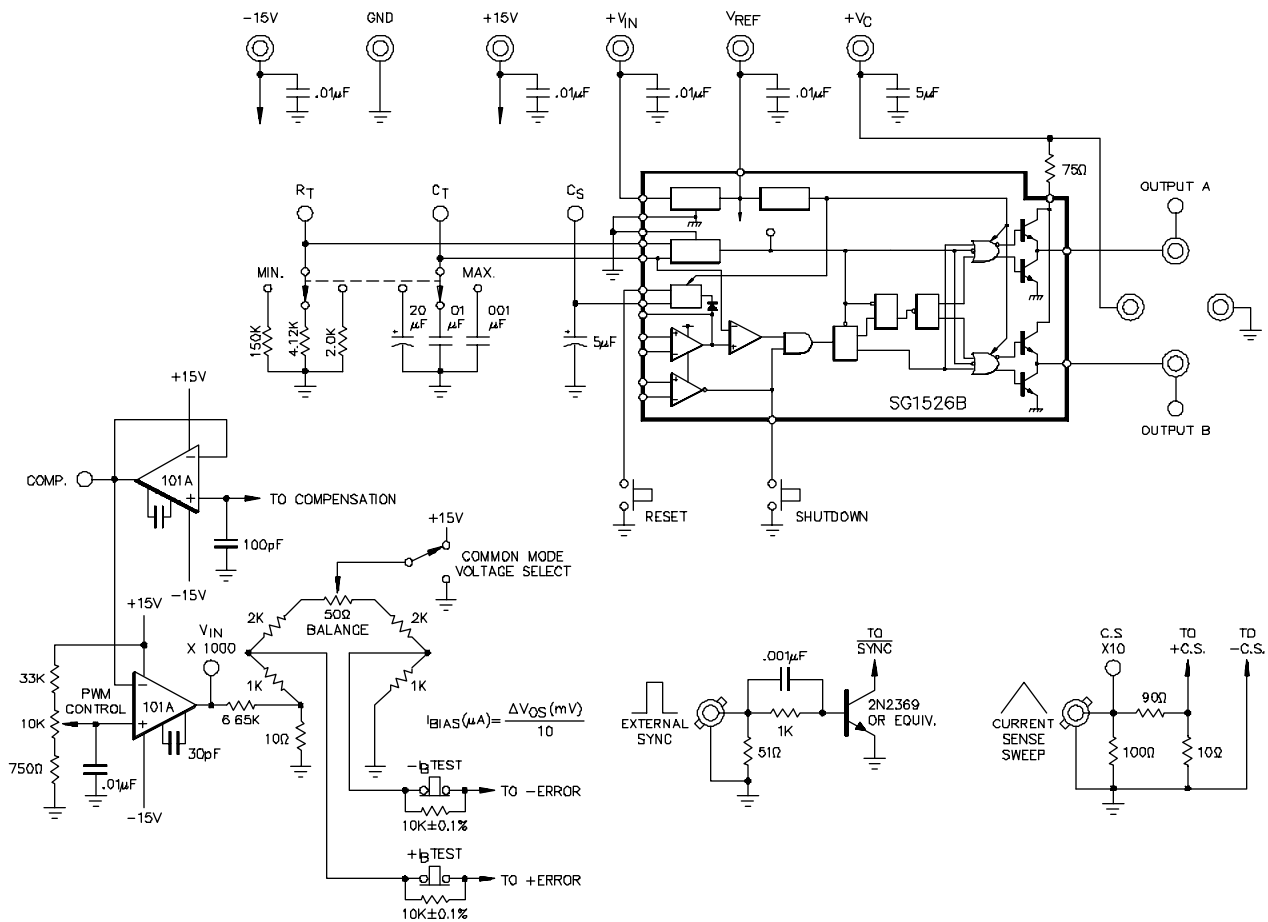 -15V
GND
+15V
+VIN
VREF
+VC
.01µF
.01µF
.01µF
.01µF
5µF
75Ω
OUTPUT A
RT
CT
CS
MIN.
MAX.
150K
4.12K
2.0K
20 µF
.01 µF
.001 µF
5µF
SG1526B
OUTPUT B
+15V
COMP.
101A
TO COMPENSATION
100pF
-15V
RESET
SHUTDOWN
+15V
COMMON MODE
VOLTAGE SELECT
2K
50Ω
BALANCE
2K
+15V
VIN
X 1000
33K
PWM
CONTROL
101A
10K
1K
1K
6 65K
10Ω
750Ω
.01µF
30pF
-15V
IBIAS(µA)= ΔVOS(mV)
10
-IB TEST
TO -ERROR
10K±0.1%
+IB TEST
TO +ERROR
10K±0.1%
TO
SYNC
.001µF
2N2369
OR EQUIV.
EXTERNAL
SYNC
1K
51Ω
C.S.
X10
TO
+C.S.
TO
-C.S.
90Ω
CURRENT
SENSE
SWEEP
100Ω
10Ω